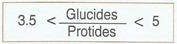 3.5 < Glucides / Protides < 5